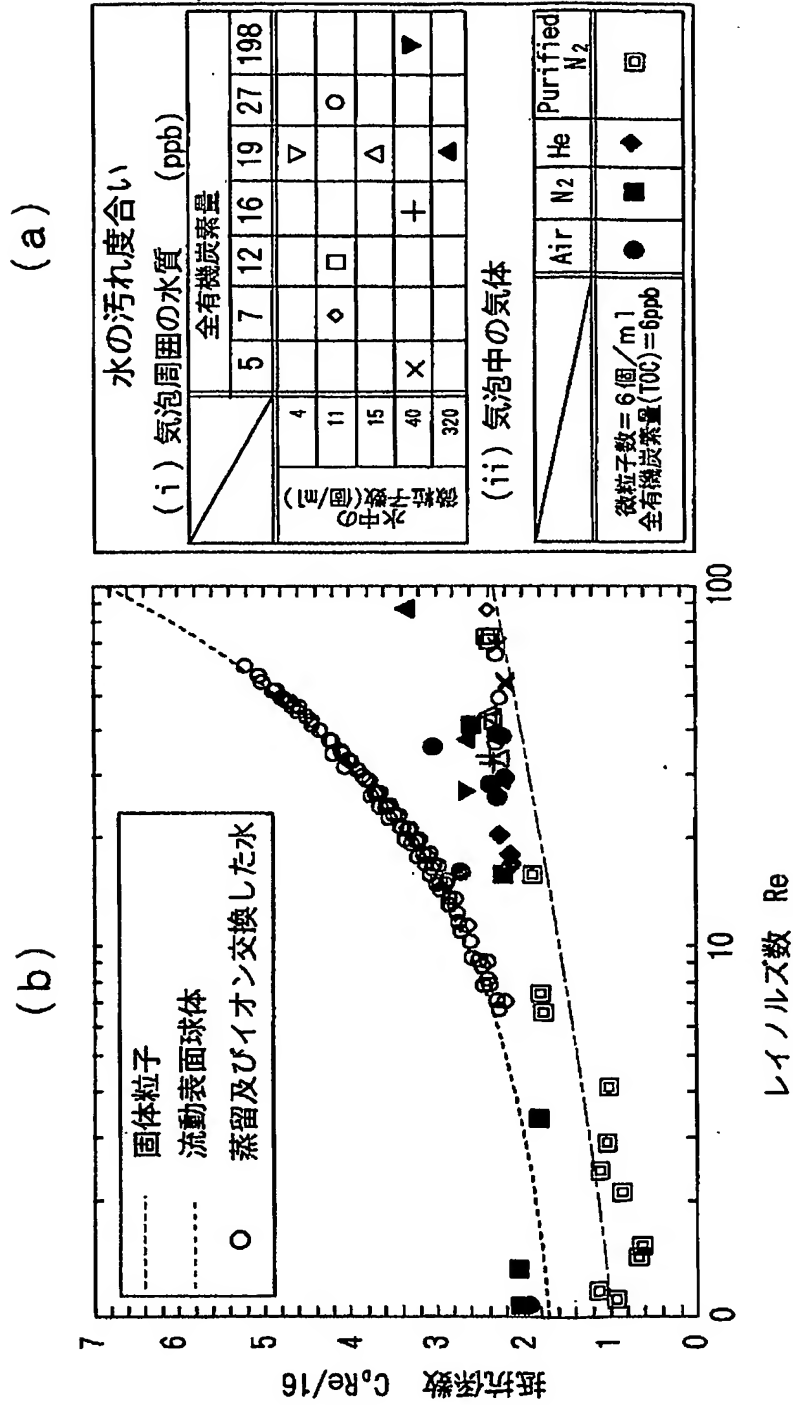 (a)
水の汚れ度合い
(i) 気泡周囲の水質 (ppb)
全有機炭素量
5 7 12 16 19 27 198
水中の
微粒子数(個/ml)
4
11
15
40
320
(ii) 気泡中の気体
Air N2 He Purified
N2
微粒子数=6個/ml
全有機炭素量(TOC)=6ppb
(b)
固体粒子
流動表面球体
蒸留及びイオン交換した水
抵抗係数 CDRe/16
7
6
5
4
3
2
1
0
0 10 100
レイノルズ数 Re